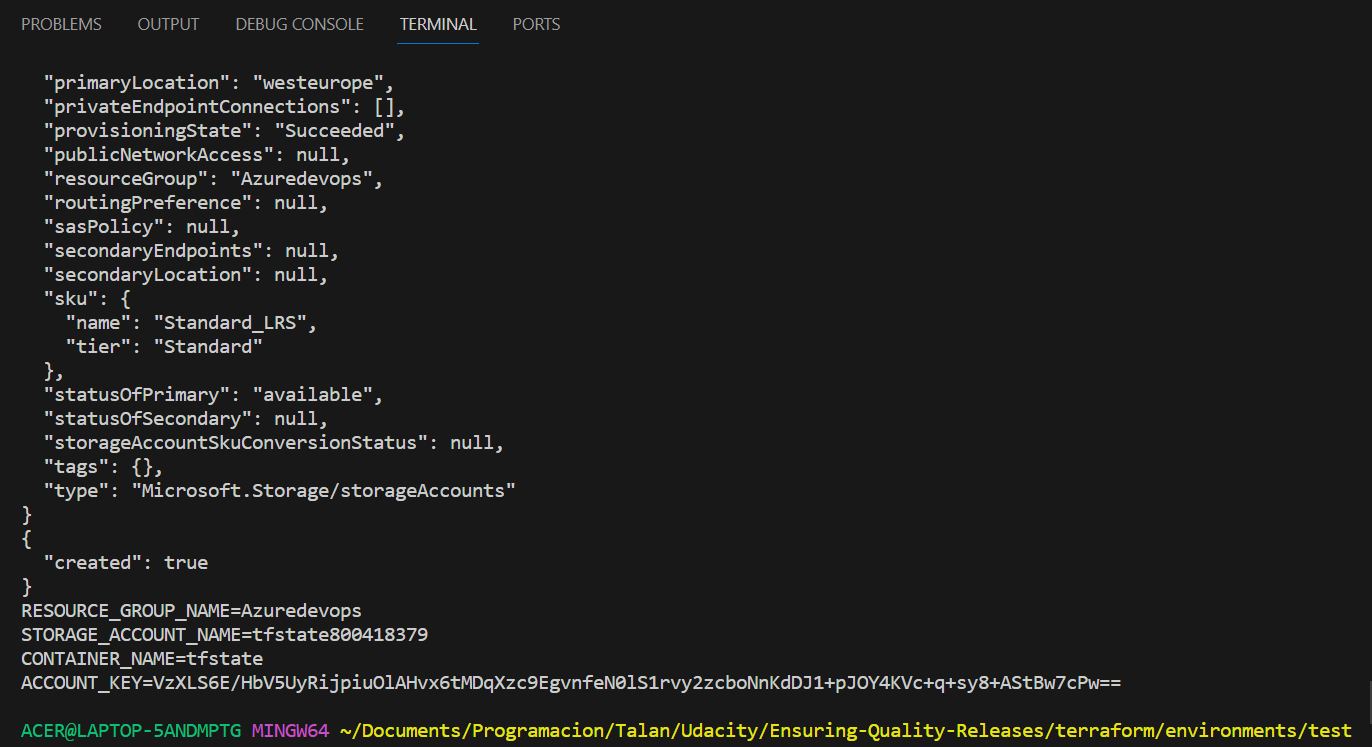 PROBLEMS OUTPUT DEBUG CONSOLE TERMINAL PORTS
"primaryLocation": "westeurope",
"privateEndpointConnections": [],
"provisioningState": "Succeeded",
"publicNetworkAccess": null,
"resourceGroup": "Azuredevops",
"routingPreference": null,
"sasPolicy": null,
"secondaryEndpoints": null,
"secondaryLocation": null,
"sku": {
"name": "Standard_LRS",
"tier": "Standard"
},
"statusOfPrimary": "available",
"statusOfSecondary": null,
"storageAccountSkuConversionStatus": null,
"tags": {},
"type": "Microsoft.Storage/storageAccounts"
}
{
"created": true
}
RESOURCE_GROUP_NAME=Azuredevops
STORAGE_ACCOUNT_NAME=tfstate800418379
CONTAINER_NAME=tfstate
ACCOUNT_KEY=VzXLS6E/HbV5UyRijpiuOlAHvx6tMDqXzc9EgvnfeN0lS1rvy2zcboNnKdDJ1+pJOY4KVc+q+sy8+AStBw7cPw==
ACER@LAPTOP-5ANDMPTG MINGW64 ~/Documents/Programacion/Talan/Udacity/Ensuring-Quality-Releases/terraform/environments/test